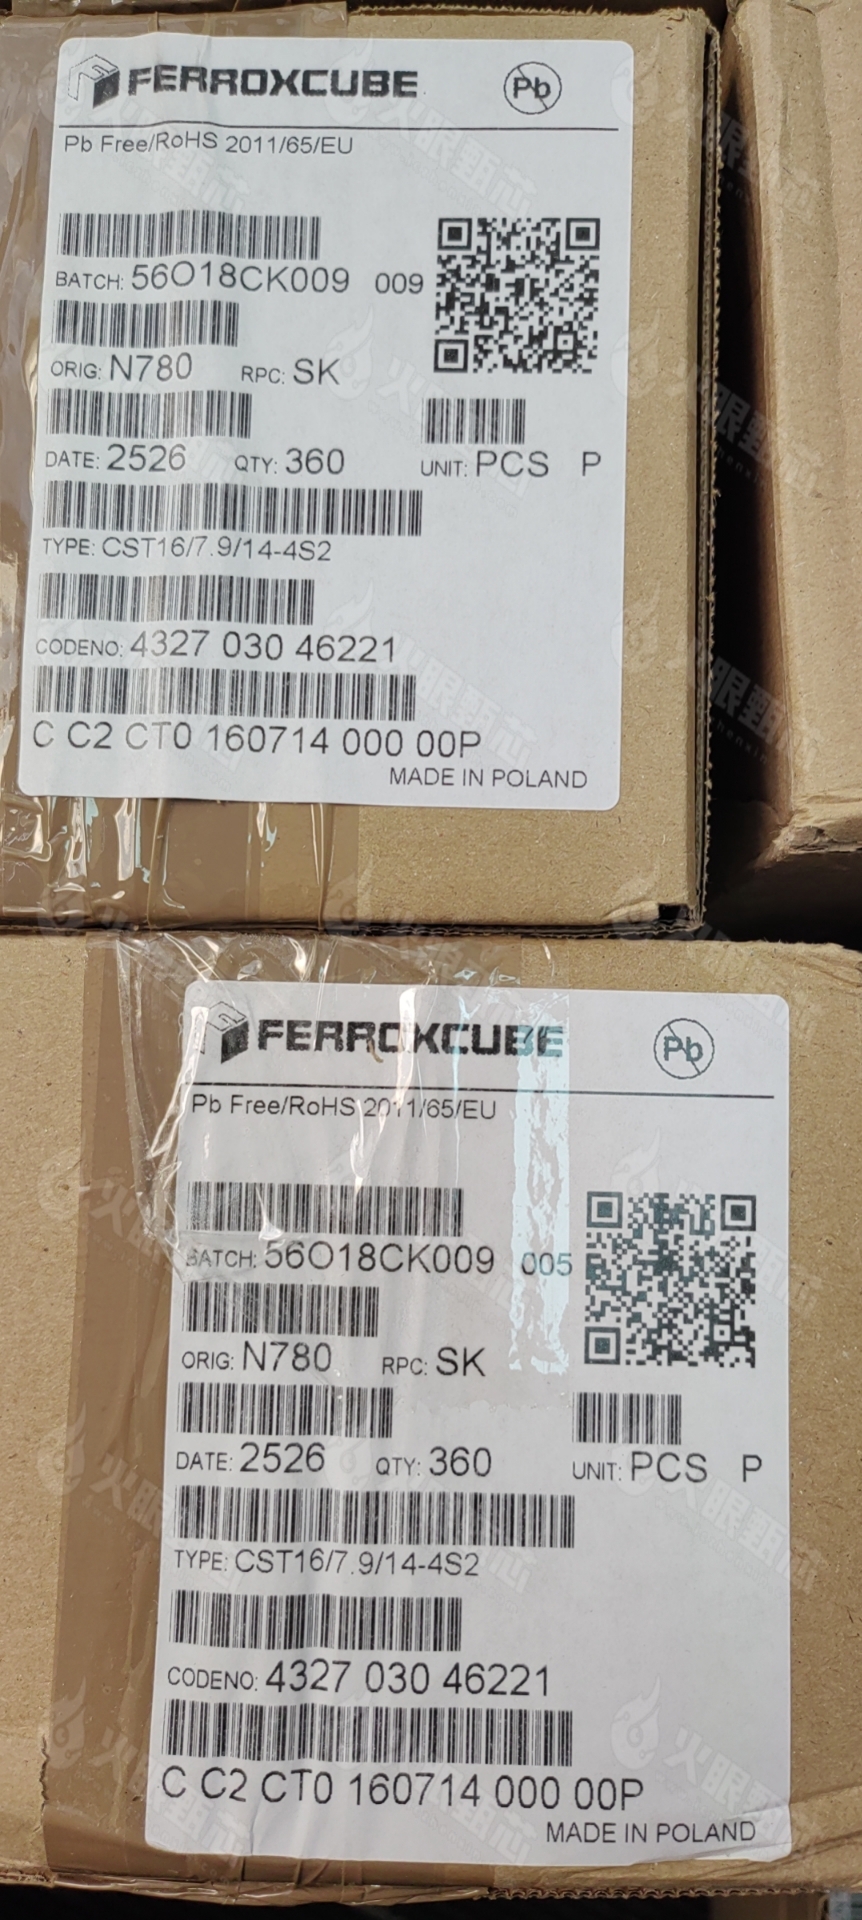 FERROXCUBE
Pb
Pb Free/RoHS 2011/65/EU
BATCH: 56O18CK009 009
ORIG: N780 RPC: SK
DATE: 2526 QTY: 360 UNIT: PCS P
TYPE: CST16/7.9/14-4S2
CODENO: 4327 030 46221
C C2 CT0 160714 000 00P
MADE IN POLAND
FERROXCUBE
Pb
Pb Free/RoHS 2011/65/EU
BATCH: 56O18CK009 005
ORIG: N780 RPC: SK
DATE: 2526 QTY: 360 UNIT: PCS P
TYPE: CST16/7.9/14-4S2
CODENO: 4327 030 46221
C C2 CT0 160714 000 00P
MADE IN POLAND
火眼甄芯